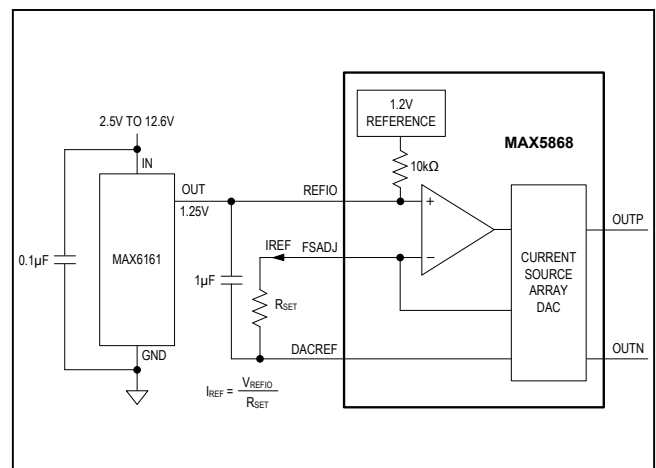 1.2V
REFERENCE
MAX5868
2.5V TO 12.6V
IN
10kΩ
OUT
REFIO
1.25V
+
OUTP
0.1µF
MAX6161
IREF
FSADJ
−
1µF
RSET
CURRENT
SOURCE
ARRAY
DAC
GND
DACREF
OUTN
IREF = VREFIO
RSET